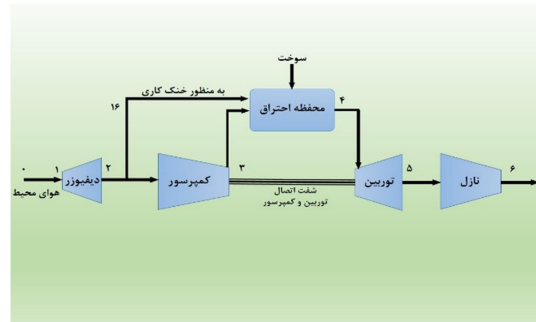 سوخت
به منظور خنک کاری
۱۶
محفظه احتراق
۴
۰
۱
۲
۳
۵
۶
هوای محیط
دیفیوزر
کمپرسور
شفت اتصال
توربین و کمپرسور
توربین
نازل